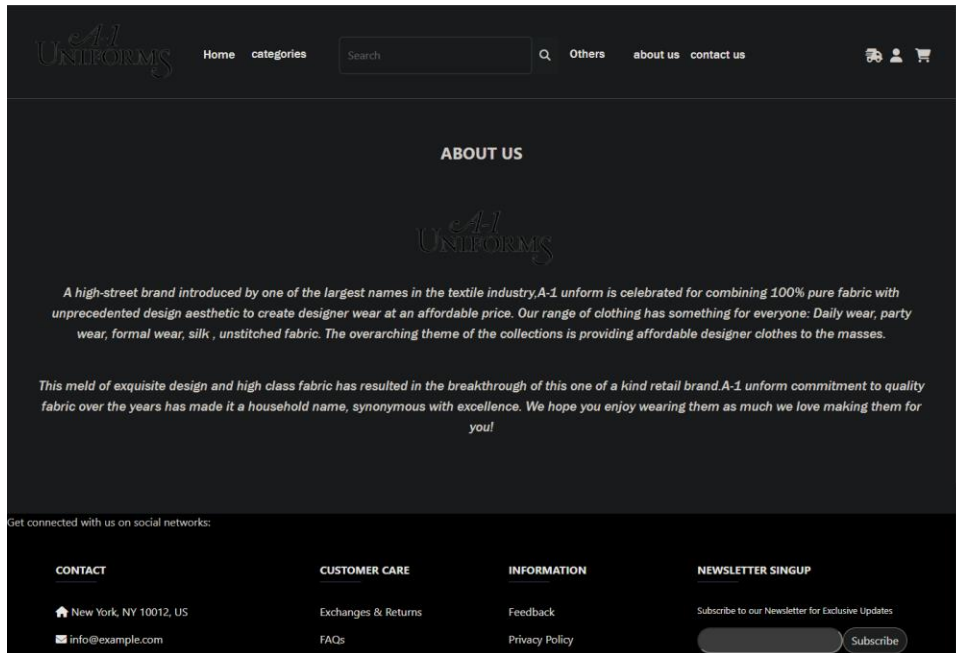 A-1
UNIFORMS
Home categories Search Others about us contact us
ABOUT US
A-1
UNIFORMS
A high-street brand introduced by one of the largest names in the textile industry,A-1 unform is celebrated for combining 100% pure fabric with
unprecedented design aesthetic to create designer wear at an affordable price. Our range of clothing has something for everyone: Daily wear, party
wear, formal wear, silk , unstitched fabric. The overarching theme of the collections is providing affordable designer clothes to the masses.
This meld of exquisite design and high class fabric has resulted in the breakthrough of this one of a kind retail brand.A-1 unform commitment to quality
fabric over the years has made it a household name, synonymous with excellence. We hope you enjoy wearing them as much we love making them for
you!
Get connected with us on social networks:
CONTACT CUSTOMER CARE INFORMATION NEWSLETTER SINGUP
New York, NY 10012, US Exchanges & Returns Feedback Subscribe to our Newsletter for Exclusive Updates
info@example.com FAQs Privacy Policy Subscribe